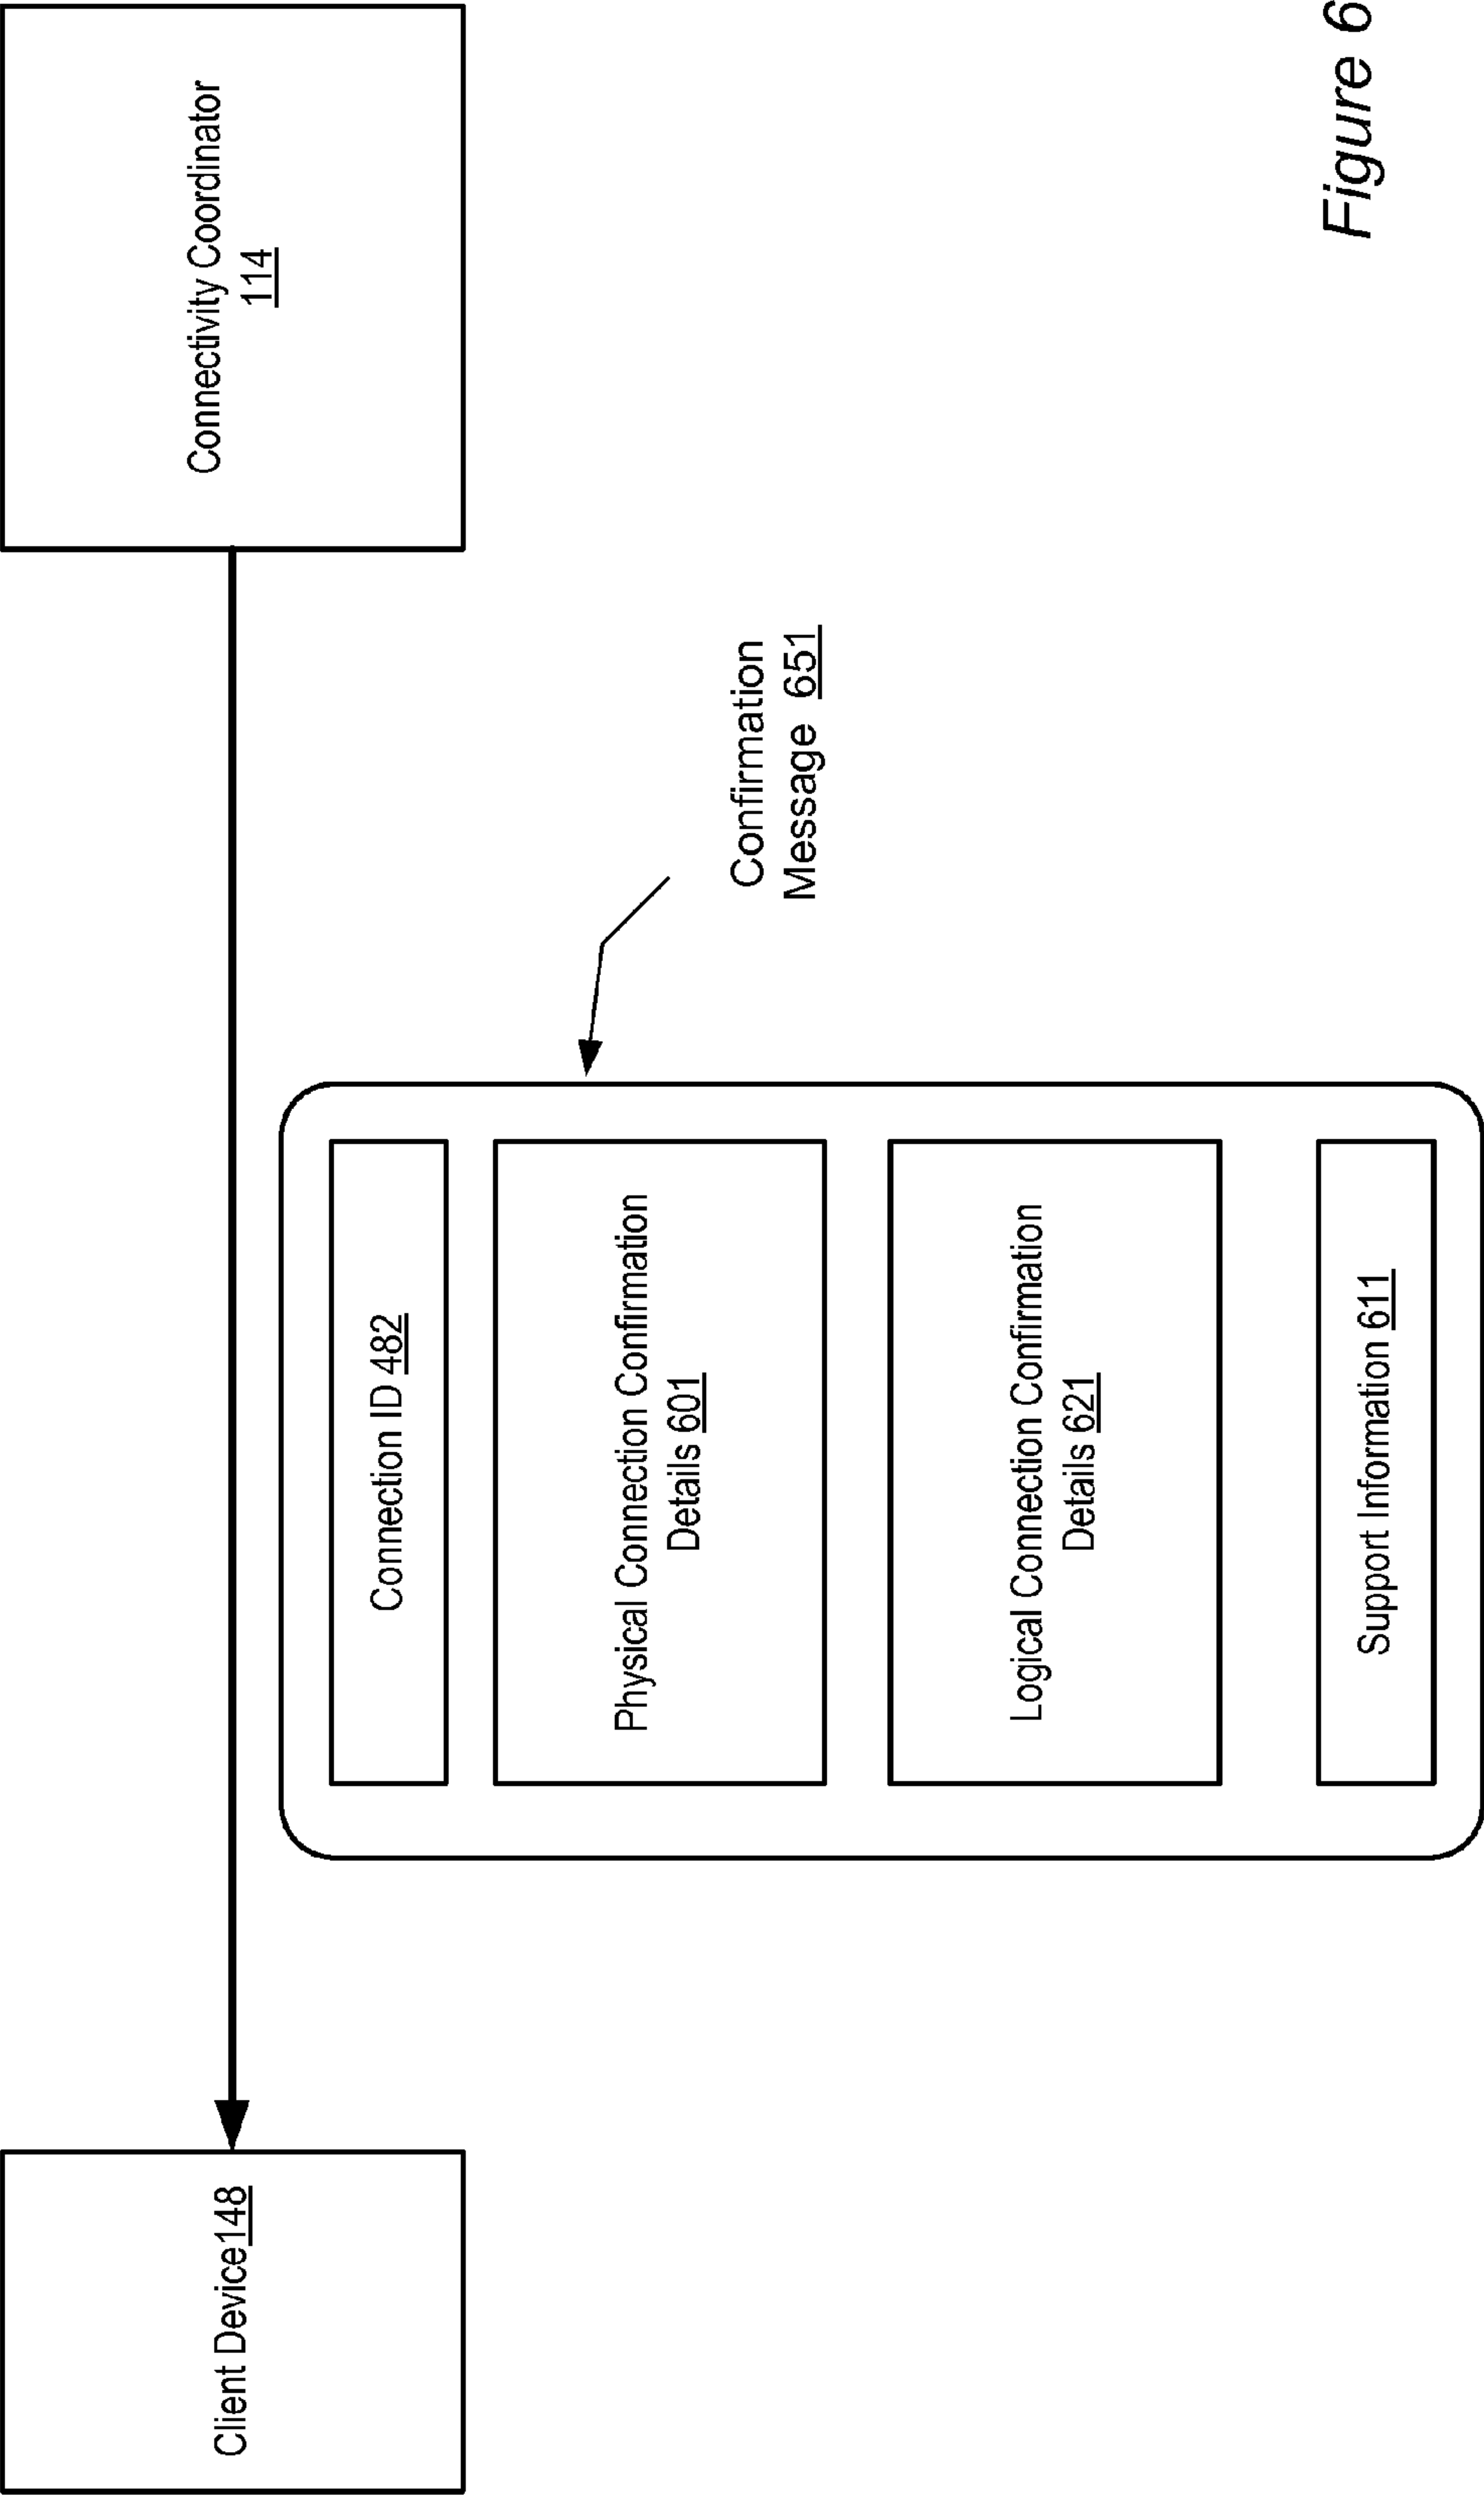 Client Device148
Connectivity Coordinator
114
Connection ID 482
Physical Connection Confirmation
Details 601
Confirmation
Message 651
Logical Connection Confirmation
Details 621
Support Information 611
Figure 6